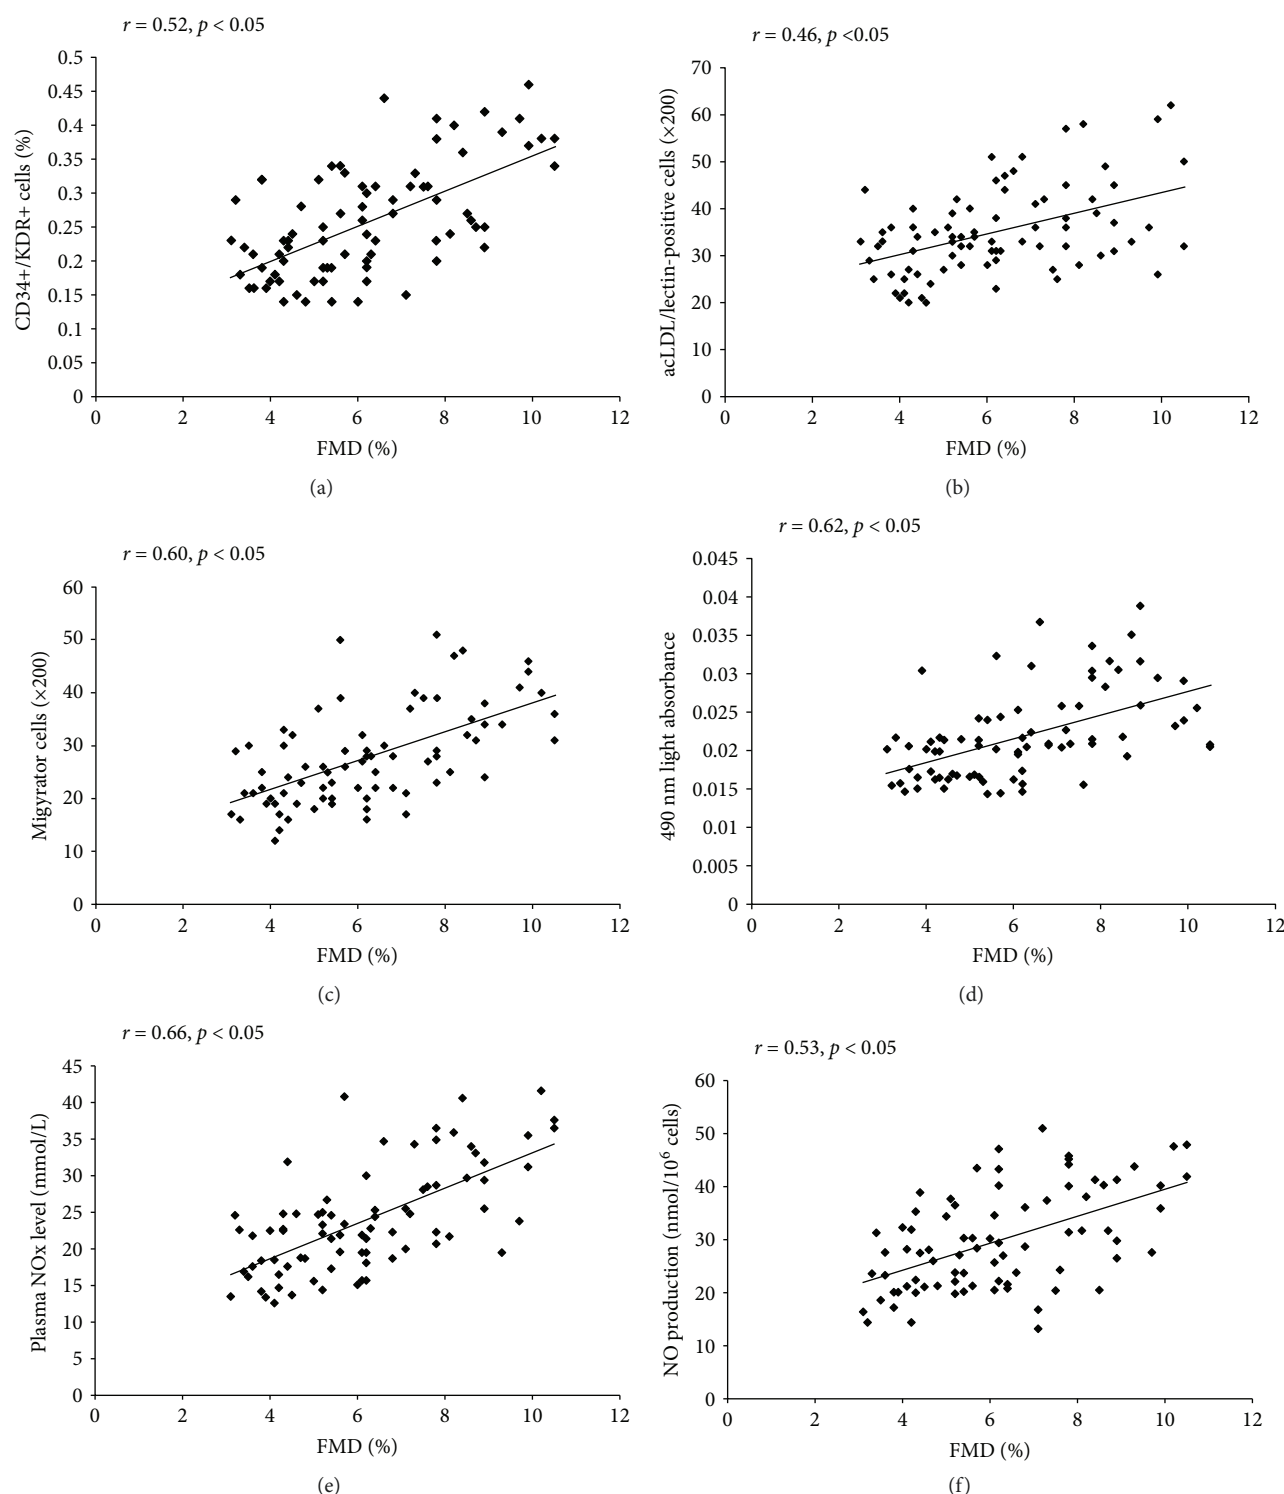 r = 0.52, p < 0.05
0.5
0.45
0.4
0.35
0.3
0.25
0.2
0.15
0.1
0.05
0
CD34+/KDR+ cells (%)
0 2 4 6 8 10 12
FMD (%)
(a)
r = 0.46, p <0.05
70
60
50
40
30
20
10
0
acLDL/lectin-positive cells (×200)
0 2 4 6 8 10 12
FMD (%)
(b)
r = 0.60, p < 0.05
60
50
40
30
20
10
0
Migyrator cells (×200)
0 2 4 6 8 10 12
FMD (%)
(c)
r = 0.62, p < 0.05
0.045
0.04
0.035
0.03
0.025
0.02
0.015
0.01
0.005
0
490 nm light absorbance
0 2 4 6 8 10 12
FMD (%)
(d)
r = 0.66, p < 0.05
45
40
35
30
25
20
15
10
5
0
Plasma NOx level (mmol/L)
0 2 4 6 8 10 12
FMD (%)
(e)
r = 0.53, p < 0.05
60
50
40
30
20
10
0
NO production (nmol/10⁶ cells)
0 2 4 6 8 10 12
FMD (%)
(f)